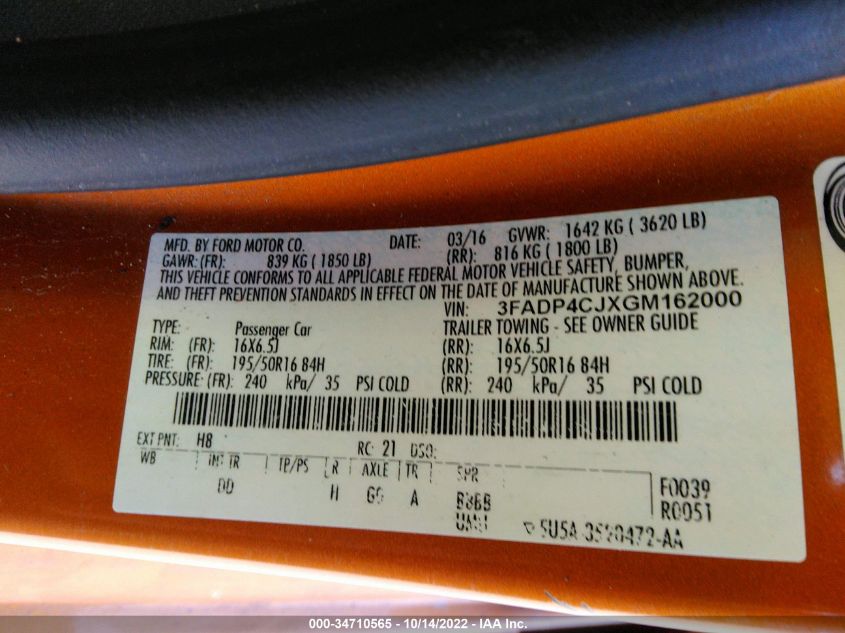 MFD. BY FORD MOTOR CO. DATE: 03/16 GVWR: 1642 KG ( 3620 LB)
GAWR:(FR): 839 KG ( 1850 LB) (RR): 816 KG ( 1800 LB)
THIS VEHICLE CONFORMS TO ALL APPLICABLE FEDERAL MOTOR VEHICLE SAFETY, BUMPER,
AND THEFT PREVENTION STANDARDS IN EFFECT ON THE DATE OF MANUFACTURE SHOWN ABOVE.
VIN: 3FADP4CJXGM162000
TYPE: Passenger Car TRAILER TOWING - SEE OWNER GUIDE
RIM: (FR): 16X6.5J (RR): 16X6.5J
TIRE: (FR): 195/50R16 84H (RR): 195/50R16 84H
PRESSURE: (FR): 240 kPa/ 35 PSI COLD (RR): 240 kPa/ 35 PSI COLD
EXT PNT: H8 RC: 21 DSO:
WB INT TR TP/PS R AXLE TR SPR F0039
DD A R0051
000-34710565 | 10/14/2022 - IAA Inc.